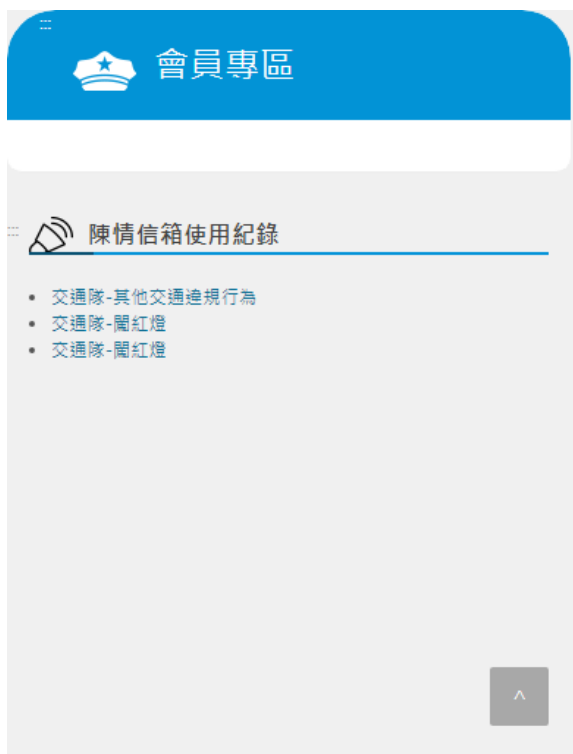 :::
會員專區
:::
陳情信箱使用紀錄
交通隊-其他交通違規行為
交通隊-闖紅燈
交通隊-闖紅燈
^